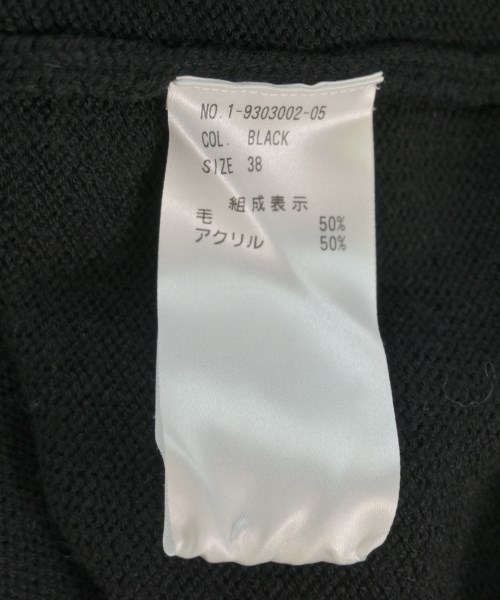 NO.1-9303002-05
COL. BLACK
SIZE 38
組成表示
毛 50%
アクリル 50%